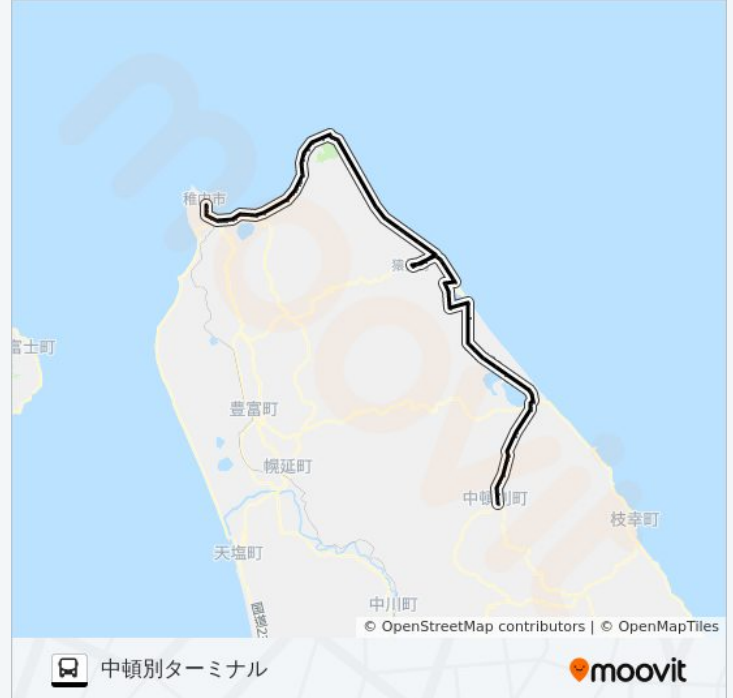 稚内市
猿
富士町
豊富町
幌延町
中頓別町
枝幸町
天塩町
中川町
© OpenStreetMap contributors | © OpenMapTiles
中頓別ターミナル
moovit